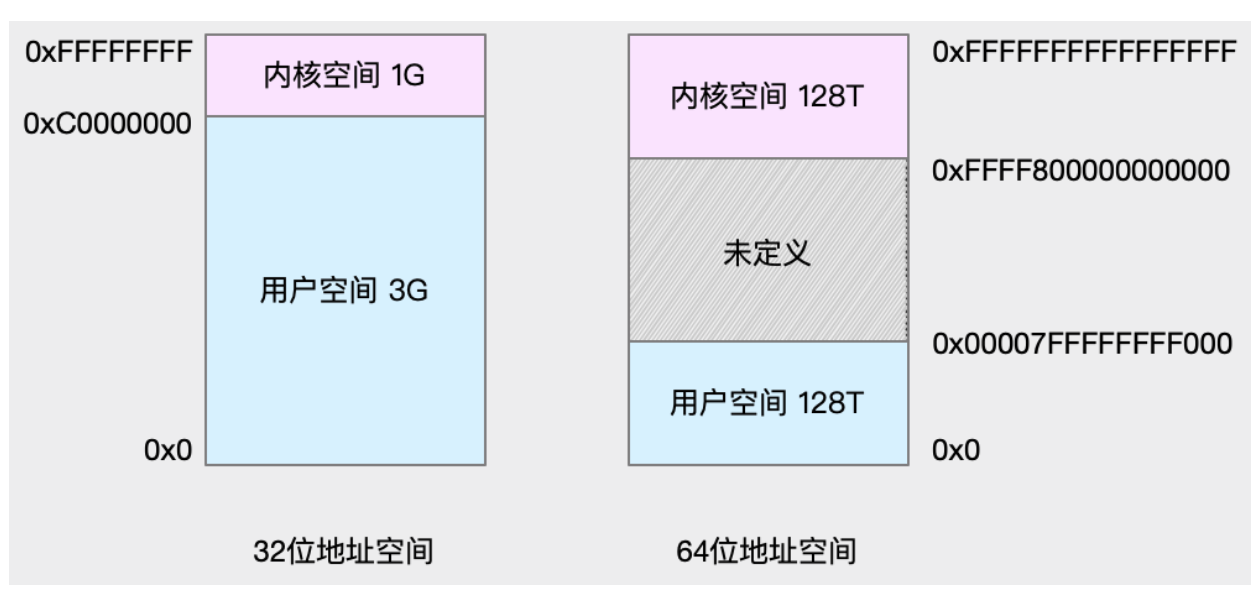 0xFFFFFFFF
内核空间 1G
0xC0000000
用户空间 3G
0x0
32位地址空间
0xFFFFFFFFFFFFFFFF
内核空间 128T
0xFFFF800000000000
未定义
0x00007FFFFFFFF000
用户空间 128T
0x0
64位地址空间